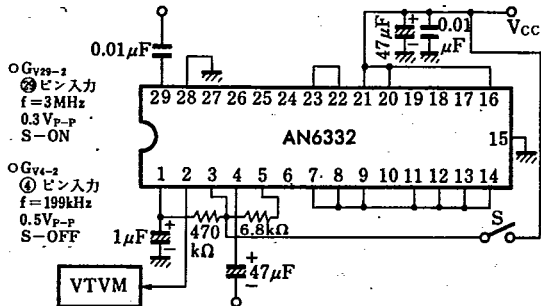 0.01μF
47μF
+
−
0.01
μF
VCC
○GV29-2
㉙ピン入力
f=3MHz
0.3VP-P
S−ON
29 28 27 26 25 24 23 22 21 20 19 18 17 16
AN6332
15
○GV4-2
④ ピン入力
f=199kHz
0.5VP-P
S−OFF
1 2 3 4 5 6 7 8 9 10 11 12 13 14
1μF
+
−
470
kΩ
6.8kΩ
S
+
−
47μF
VTVM